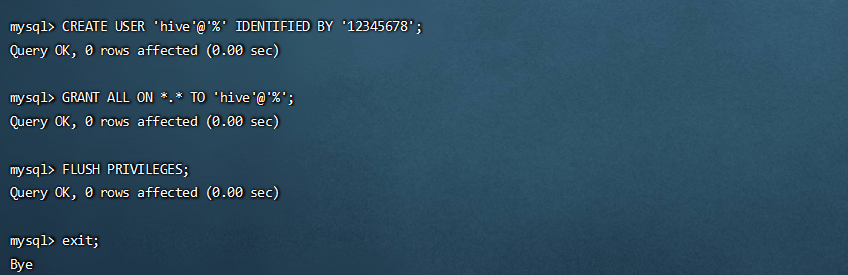 mysql> CREATE USER 'hive'@'%' IDENTIFIED BY '12345678';
Query OK, 0 rows affected (0.00 sec)
mysql> GRANT ALL ON *.* TO 'hive'@'%';
Query OK, 0 rows affected (0.00 sec)
mysql> FLUSH PRIVILEGES;
Query OK, 0 rows affected (0.00 sec)
mysql> exit;
Bye